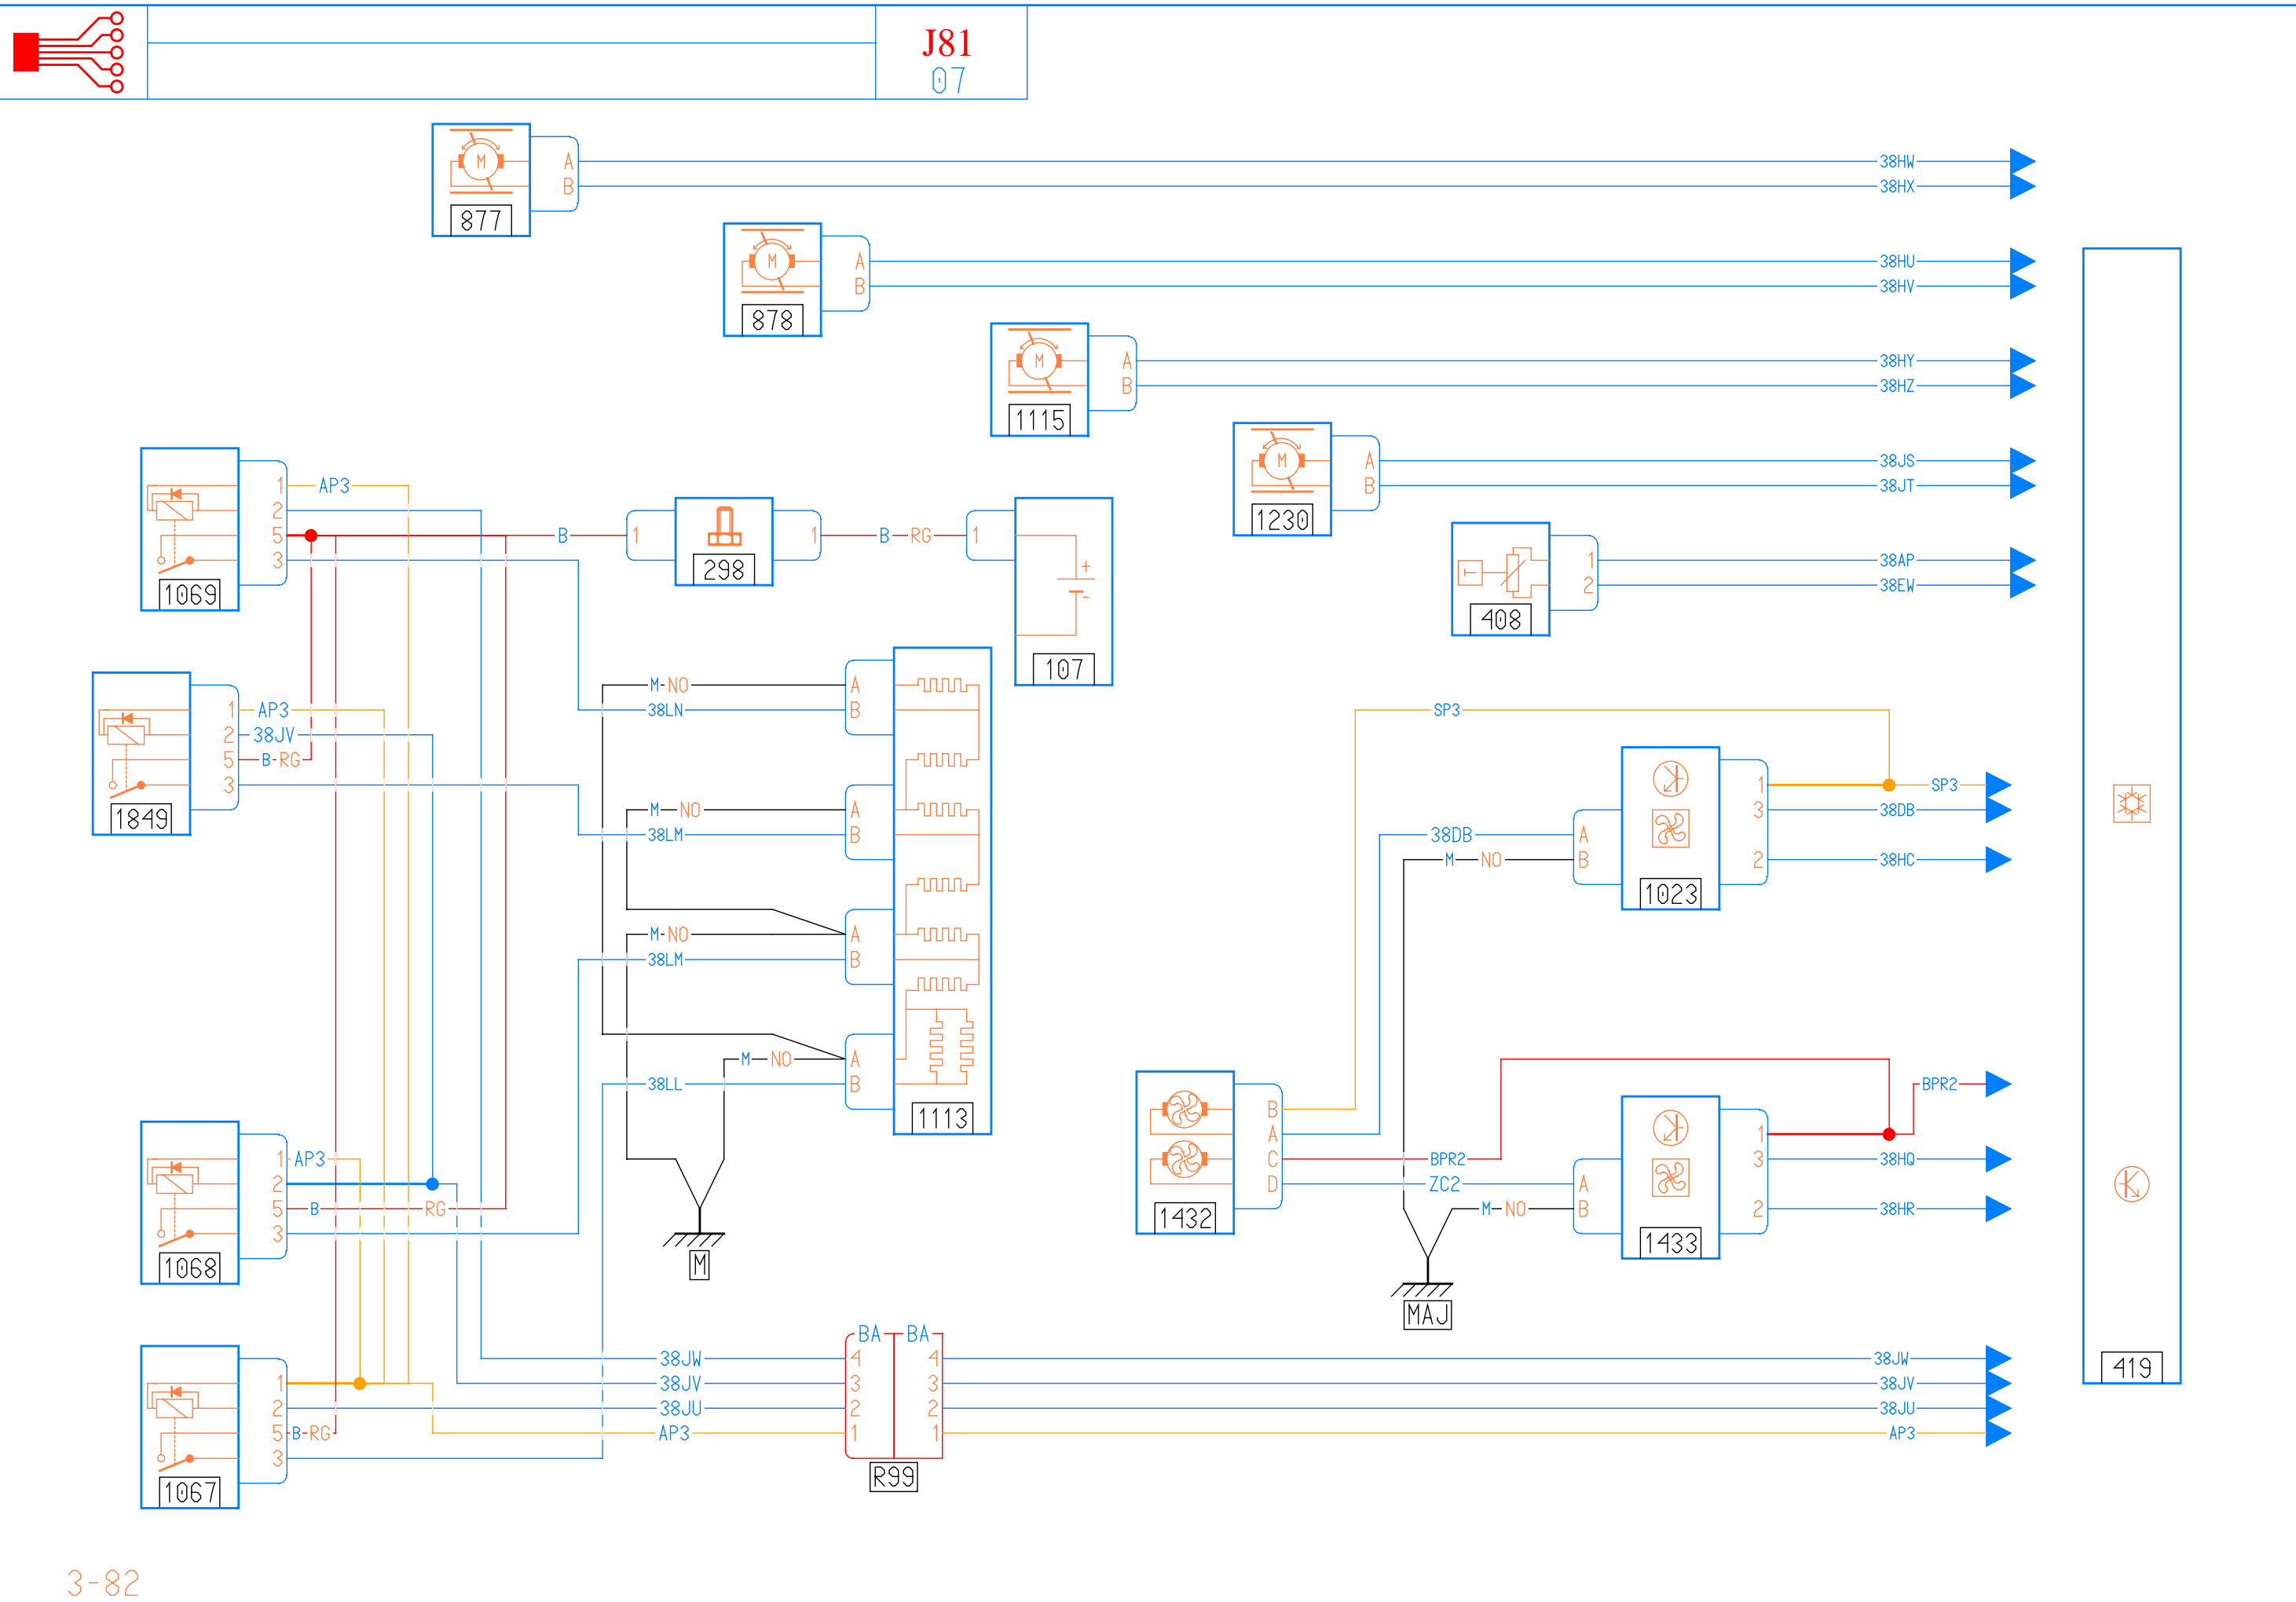 J81
07
M
A
B
877
38HW
38HX
M
A
B
878
38HU
38HV
M
A
B
1115
38HY
38HZ
M
A
B
1230
38JS
38JT
1
2
408
38AP
38EW
1
2
5
3
1069
AP3
B
1
1
298
B RG
1
+
-
107
1
2
5
3
1849
AP3
38JV
B-RG
M-NO
38LN
A
B
M NO
38LM
A
B
M-NO
38LM
A
B
M NO
38LL
A
B
1113
M
SP3
38DB
M NO
A
B
1023
1
3
2
SP3
38DB
38HC
B
A
C
D
1432
BPR2
ZC2
M-NO
A
B
1433
1
3
2
BPR2
38HQ
38HR
MAJ
419
1
2
5
3
1068
AP3
B RG
1
2
5
3
1067
B-RG
BA BA
38JW 4 4 38JW
38JV 3 3 38JV
38JU 2 2 38JU
AP3 1 1 AP3
R99
3-82